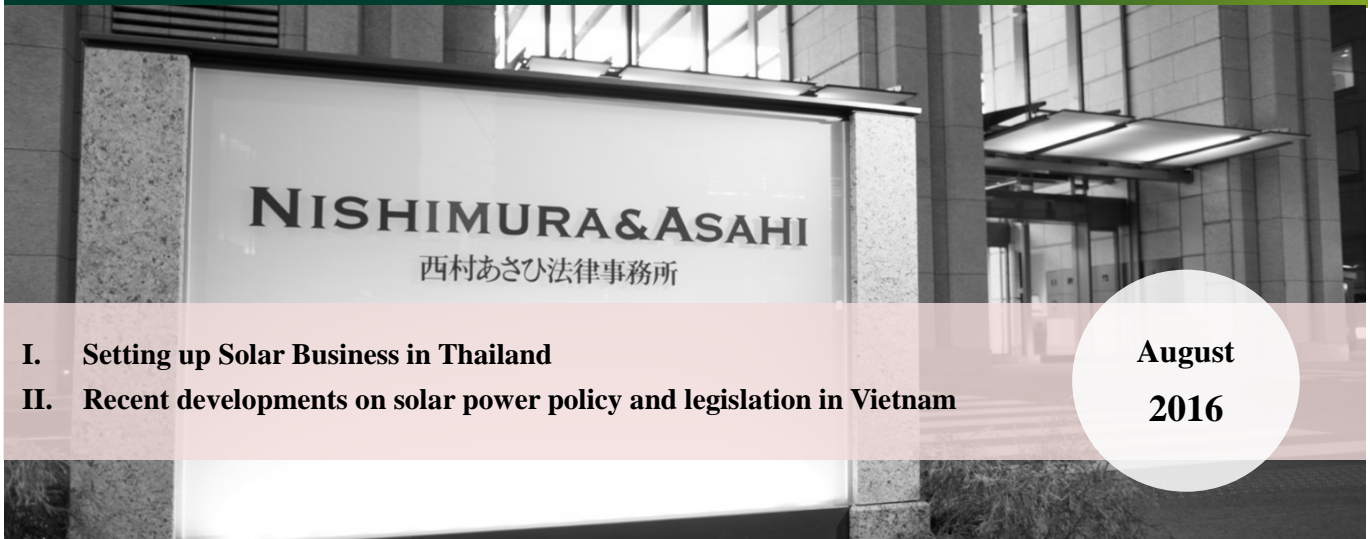 NISHIMURA&ASAHI
西村あさひ法律事務所
I. Setting up Solar Business in Thailand
II. Recent developments on solar power policy and legislation in Vietnam
August
2016